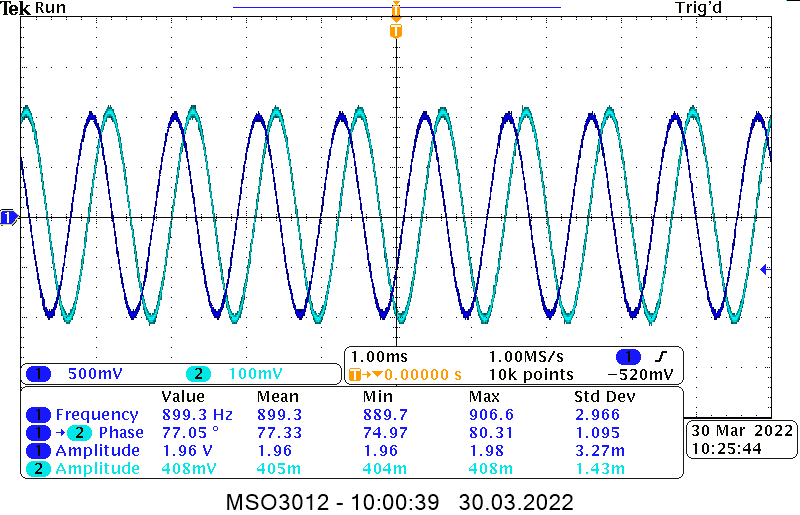 Tek Run Trig'd
T
T
T
1 500mV 2 100mV
1.00ms 1.00MS/s 1 ƒ
T→▼0.00000 s 10k points −520mV
Value Mean Min Max Std Dev
1 Frequency 899.3 Hz 899.3 889.7 906.6 2.966
1 →2 Phase 77.05 ° 77.33 74.97 80.31 1.095
1 Amplitude 1.96 V 1.96 1.96 1.98 3.27m
2 Amplitude 408mV 405m 404m 408m 1.43m
30 Mar 2022
10:25:44
MSO3012 - 10:00:39 30.03.2022